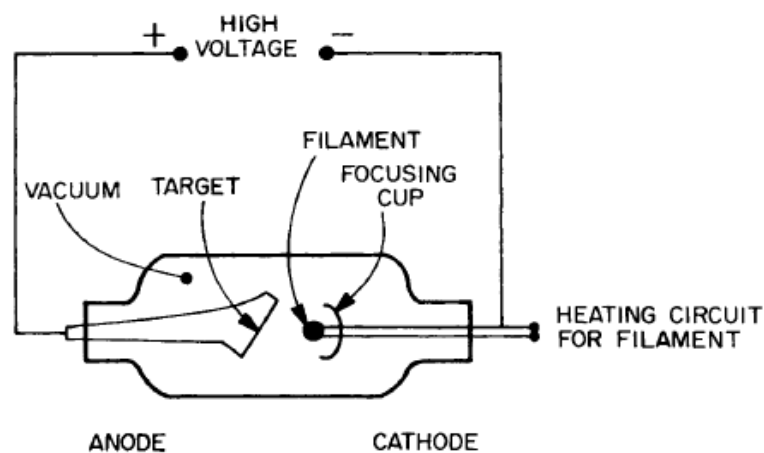 HIGH
VOLTAGE
+
−
FILAMENT
FOCUSING
CUP
TARGET
VACUUM
HEATING CIRCUIT
FOR FILAMENT
ANODE
CATHODE